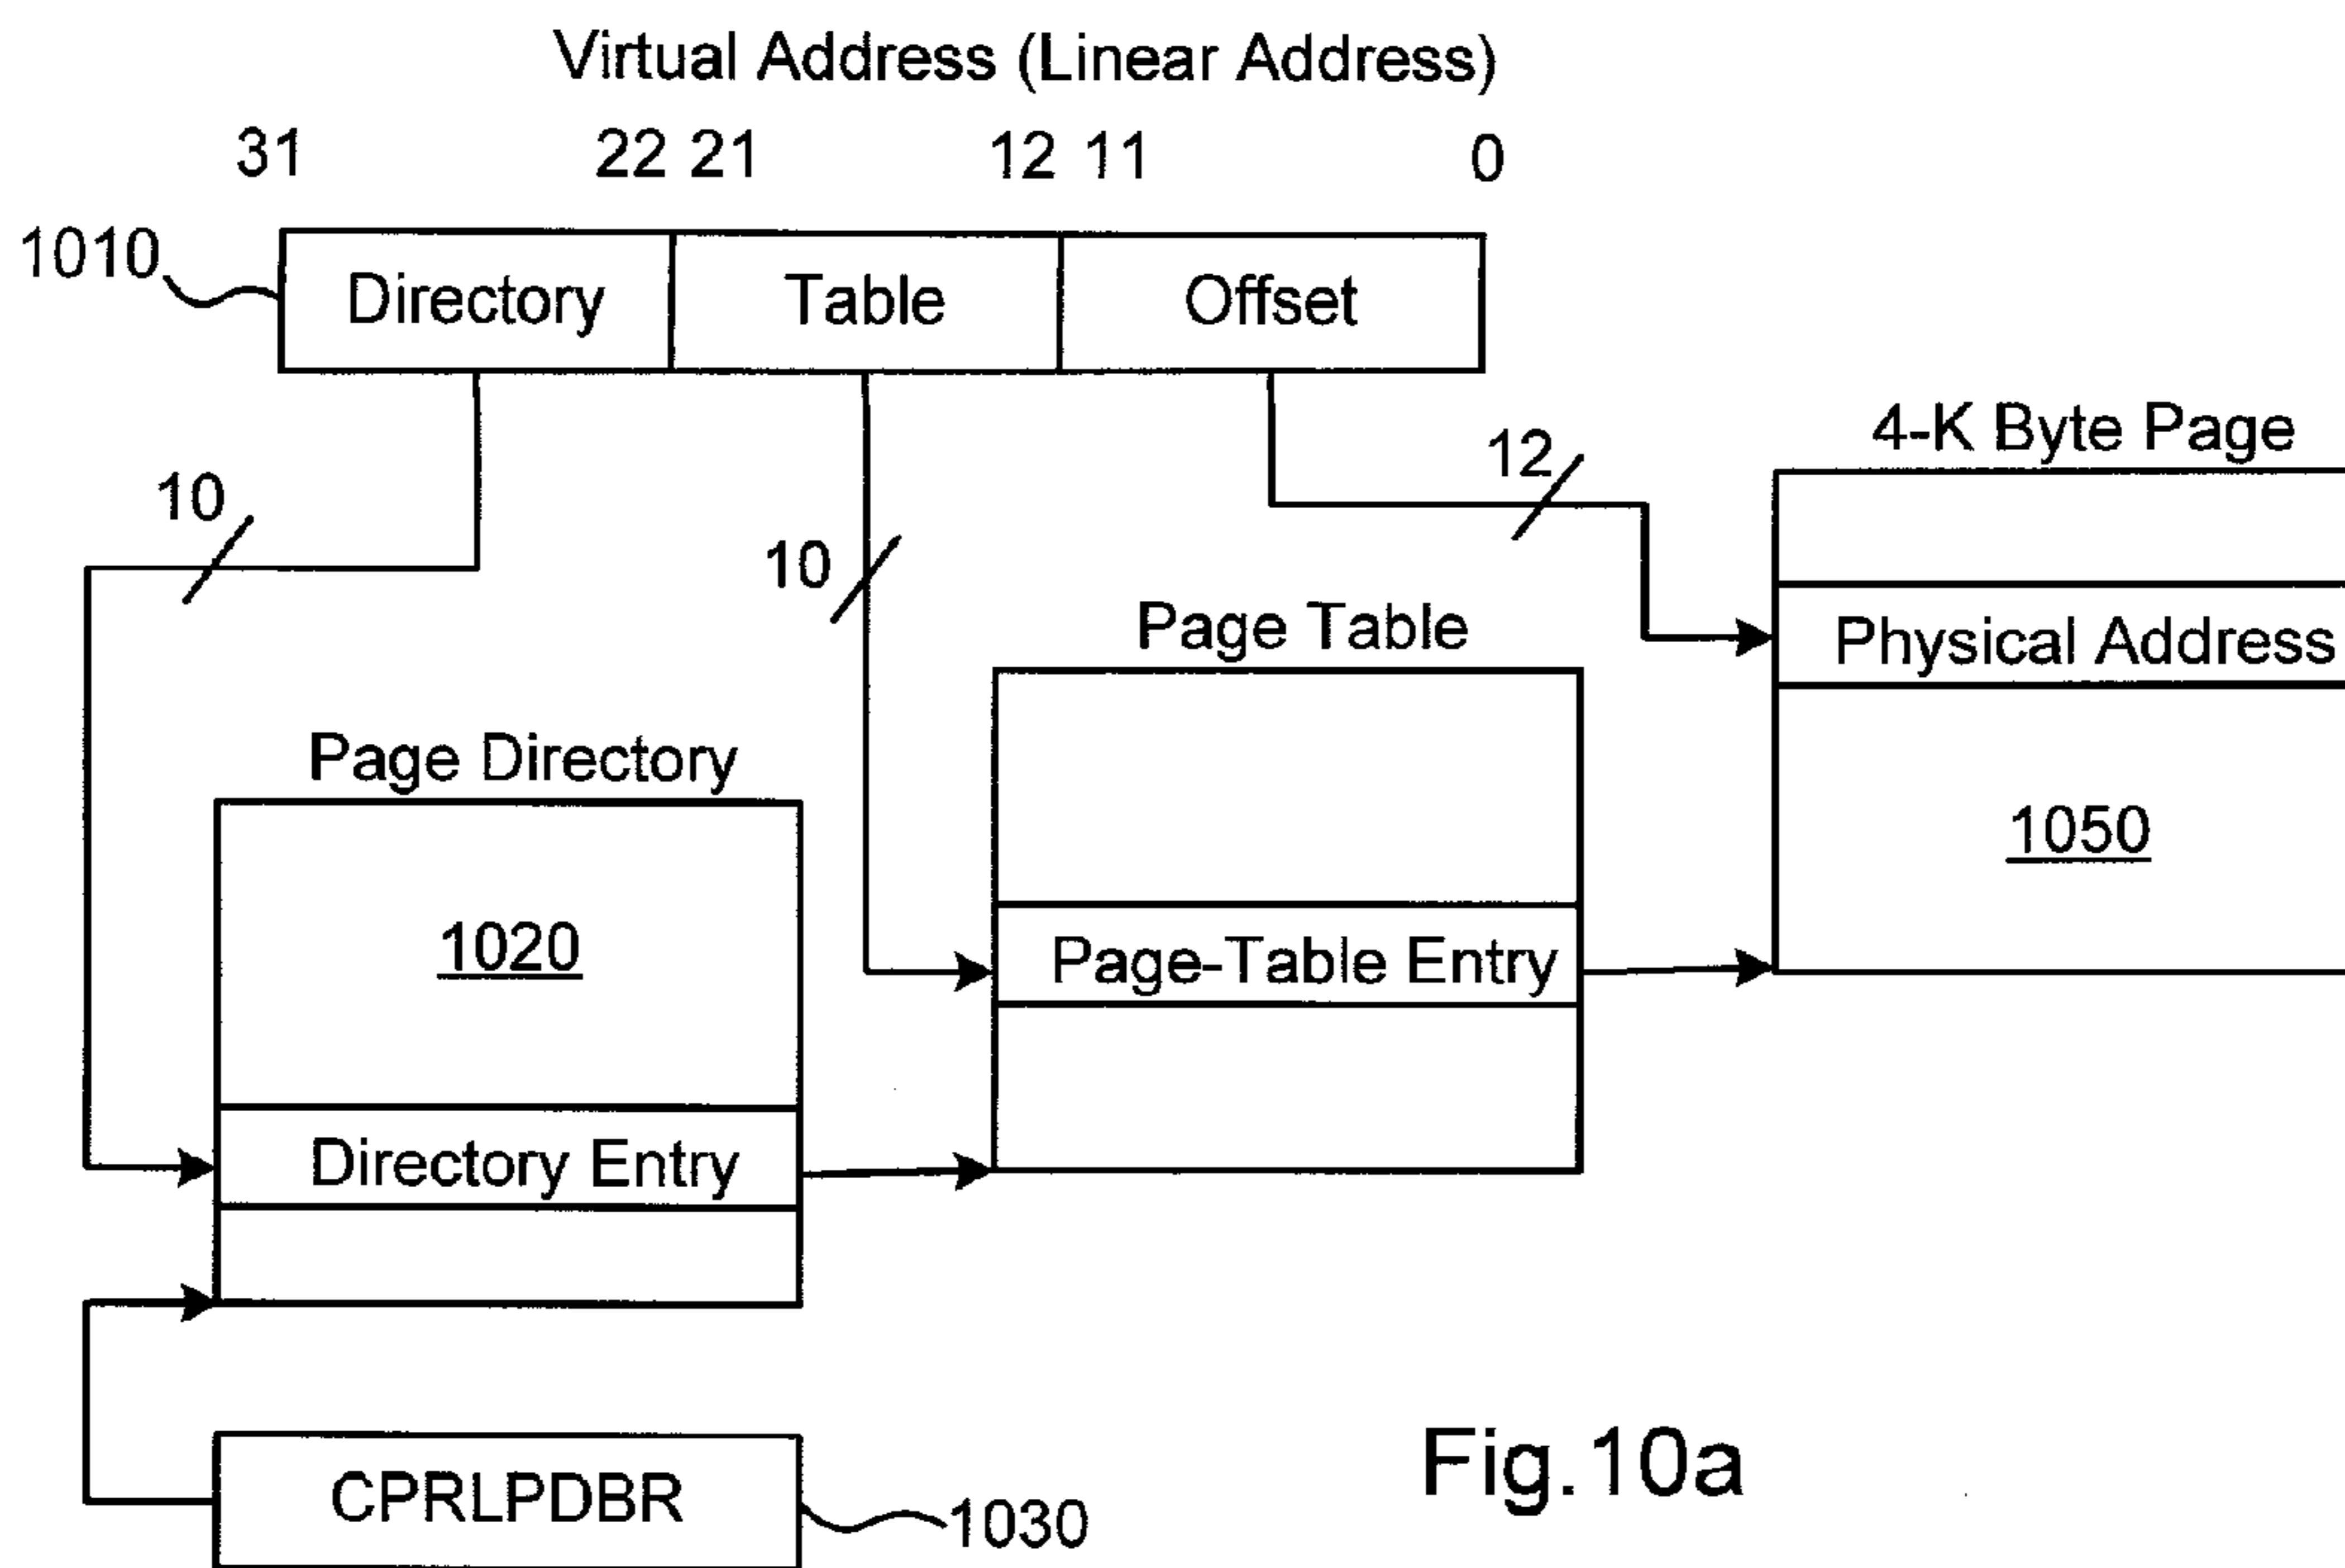 Virtual Address (Linear Address)
31 22 21 12 11 0
1010
Directory Table Offset
4-K Byte Page
12
10
10
Page Table
Physical Address
Page Directory
1050
1020
Page-Table Entry
Directory Entry
CPRLPDBR
1030
Fig.10a